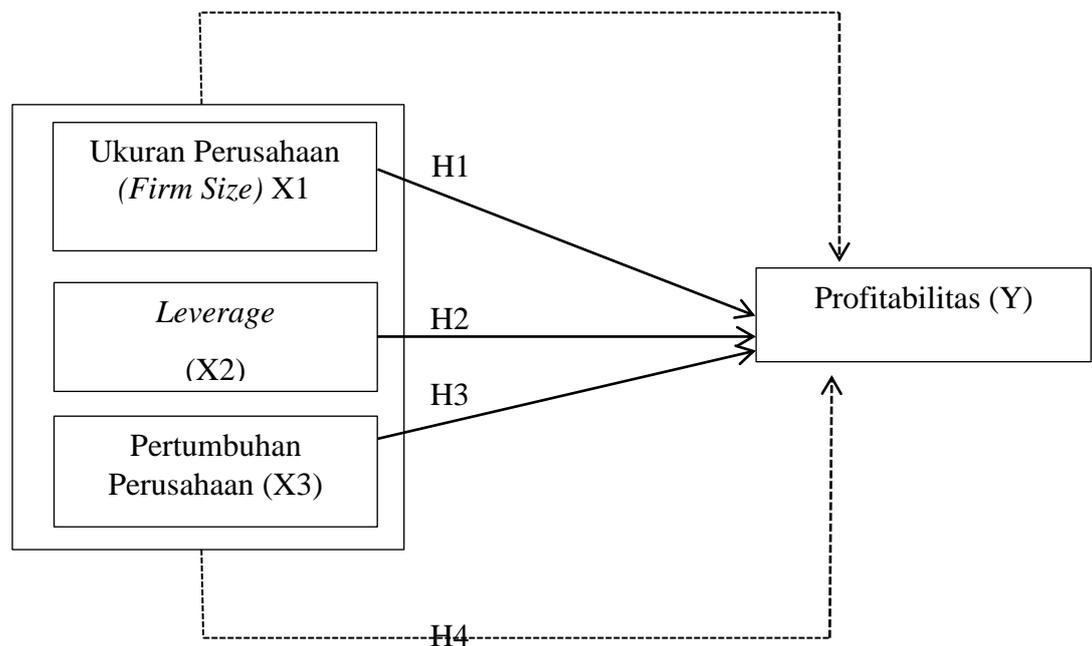 Ukuran Perusahaan
(Firm Size) X1
H1
Leverage
(X2)
H2
Profitabilitas (Y)
H3
Pertumbuhan
Perusahaan (X3)
H4